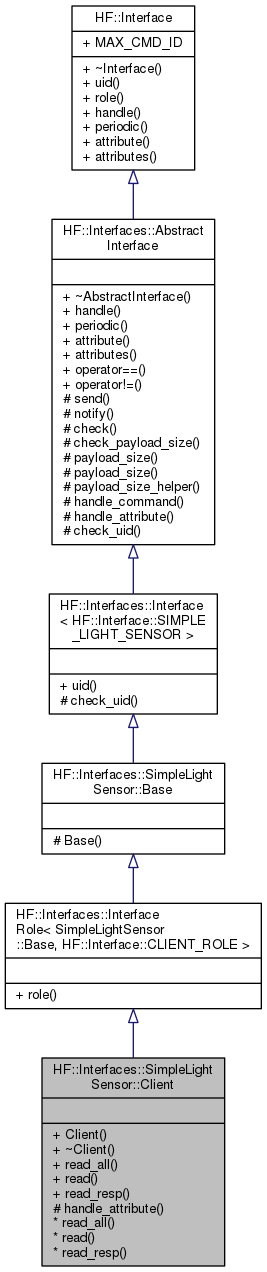 HF::Interface
+ MAX_CMD_ID
+ ~Interface()
+ uid()
+ role()
+ handle()
+ periodic()
+ attribute()
+ attributes()
HF::Interfaces::Abstract
Interface
+ ~AbstractInterface()
+ handle()
+ periodic()
+ attribute()
+ attributes()
+ operator==()
+ operator!=()
# send()
# notify()
# check()
# check_payload_size()
# payload_size()
# payload_size()
# payload_size_helper()
# handle_command()
# handle_attribute()
# check_uid()
HF::Interfaces::Interface
< HF::Interface::SIMPLE
_LIGHT_SENSOR >
+ uid()
# check_uid()
HF::Interfaces::SimpleLight
Sensor::Base
# Base()
HF::Interfaces::Interface
Role< SimpleLightSensor
::Base, HF::Interface::CLIENT_ROLE >
+ role()
HF::Interfaces::SimpleLight
Sensor::Client
+ Client()
+ ~Client()
+ read_all()
+ read()
+ read_resp()
# handle_attribute()
* read_all()
* read()
* read_resp()